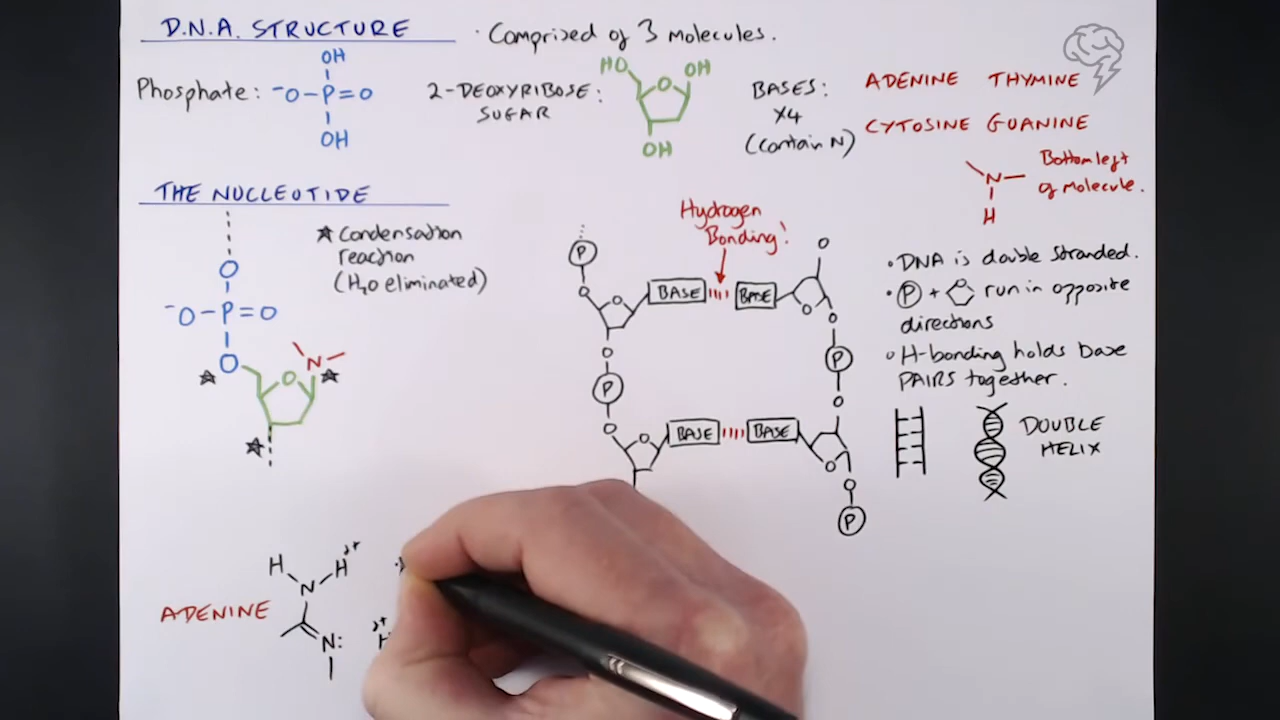 D.N.A. STRUCTURE
· Comprised of 3 molecules.
Phosphate:
OH
⁻O-P=O
OH
2-DEOXYRIBOSE:
SUGAR
HO
OH
O
OH
BASES:
x4
(contain N)
ADENINE THYMINE
CYTOSINE GUANINE
N
H
Bottom left
of molecule.
THE NUCLEOTIDE
O
⁻O-P=O
O
N
O
★ Condensation
reaction
(H₂O eliminated)
Hydrogen
Bonding!
P
O
O
BASE
BASE
O
O
O
O
P
P
O
O
O
BASE
BASE
O
O
O
P
• DNA is double stranded.
• P + run in opposite
directions
• H-bonding holds base
PAIRS together.
DOUBLE
HELIX
ADENINE
H
H δ+
N
N:
δ+
H